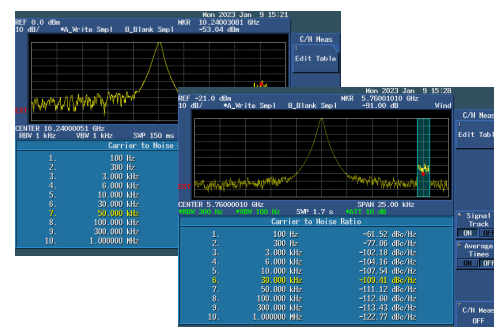 Mon 2023 Jan 9 15:21
REF 0.0 dBm MKR 10.24003081 GHz
10 dB/ *A_Write Smpl B_Blank Smpl -53.04 dBm
C/N Meas
Edit Table
CENTER 10.24000051 GHz
RBW 1 kHz VBW 1 kHz SWP 150 ms
Carrier to Noise
1. 100 Hz
2. 300 Hz
3. 3.000 kHz
4. 6.000 kHz
5. 10.000 kHz
6. 30.000 kHz
7. 50.000 kHz
8. 100.000 kHz
9. 300.000 kHz
10. 1.000000 MHz
Mon 2023 Jan 9 15:28
REF -21.0 dBm MKR 5.76001010 GHz
10 dB/ *A_Write Smpl B_Blank Smpl -91.00 dBm Wind
C/N Meas
Edit Tabl
CENTER 5.76000010 GHz SPAN 25.00 kHz
*RBW 300 Hz *VBW 100 Hz SWP 1.7 s *ATT 10 dB
Carrier to Noise Ratio
1. 100 Hz -61.52 dBc/Hz
2. 300 Hz -77.06 dBc/Hz
3. 3.000 kHz -102.18 dBc/Hz
4. 6.000 kHz -104.16 dBc/Hz
5. 10.000 kHz -107.54 dBc/Hz
6. 30.000 kHz -109.41 dBc/Hz
7. 50.000 kHz -111.12 dBc/Hz
8. 100.000 kHz -112.60 dBc/Hz
9. 300.000 kHz -113.43 dBc/Hz
10. 1.000000 MHz -122.77 dBc/Hz
Signal
Track
ON OFF
Average
Times
ON OFF
C/N Meas
OFF